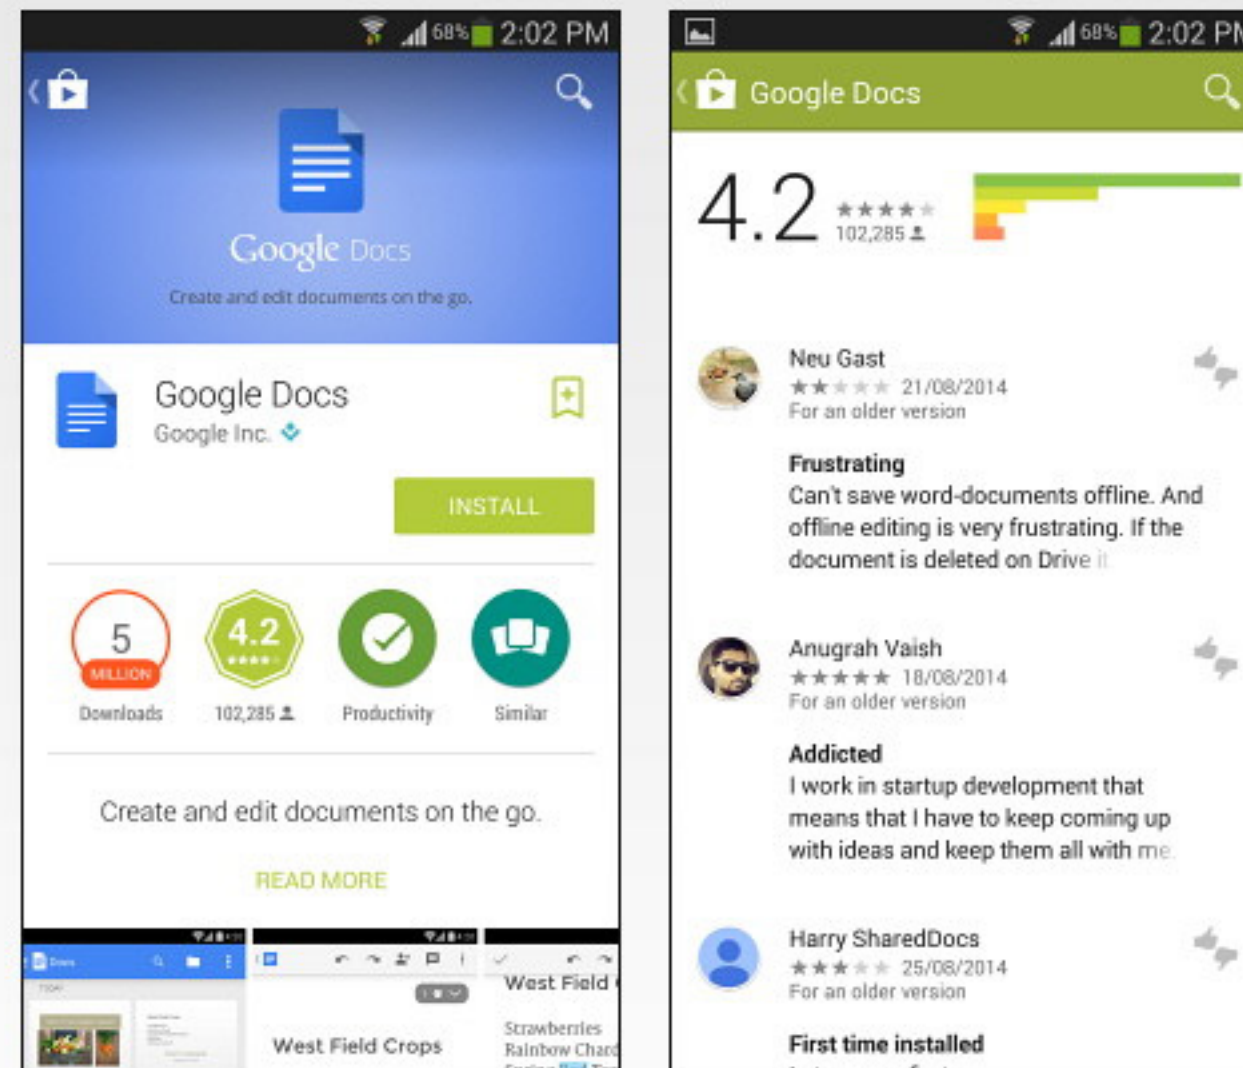 68% 2:02 PM
Google Docs
Create and edit documents on the go.
Google Docs
Google Inc.
INSTALL
5
MILLION
Downloads
4.2
102,285
Productivity
Similar
Create and edit documents on the go.
READ MORE
Docs
TODAY
West Field Crops
West Field
Strawberries
Rainbow Chard
68% 2:02 PM
Google Docs
4.2
102,285
Neu Gast
21/08/2014
For an older version
Frustrating
Can't save word-documents offline. And
offline editing is very frustrating. If the
document is deleted on Drive it
Anugrah Vaish
18/08/2014
For an older version
Addicted
I work in startup development that
means that I have to keep coming up
with ideas and keep them all with me.
Harry SharedDocs
25/08/2014
For an older version
First time installed